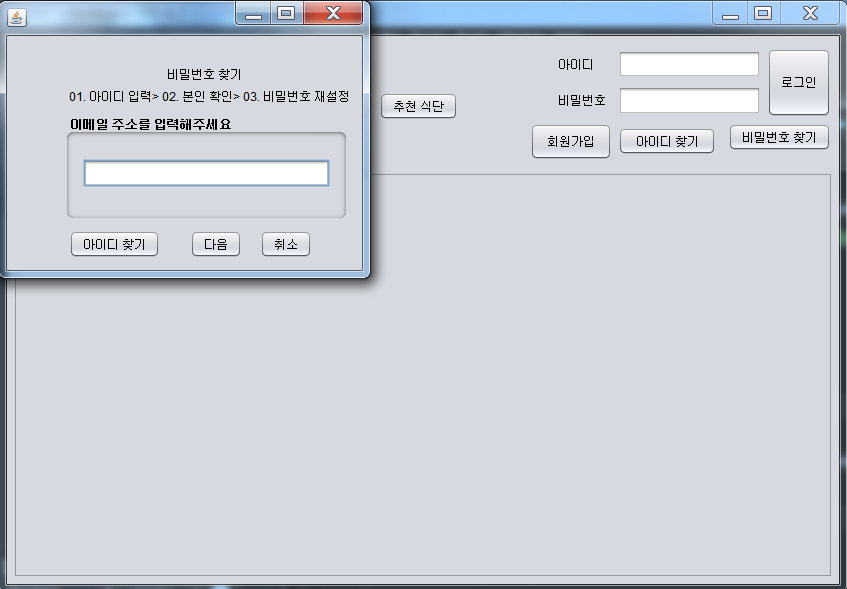 비밀번호 찾기
01. 아이디 입력> 02. 본인 확인> 03. 비밀번호 재설정
이메일 주소를 입력해주세요
아이디 찾기
다음
취소
추천 식단
아이디
비밀번호
로그인
회원가입
아이디 찾기
비밀번호 찾기